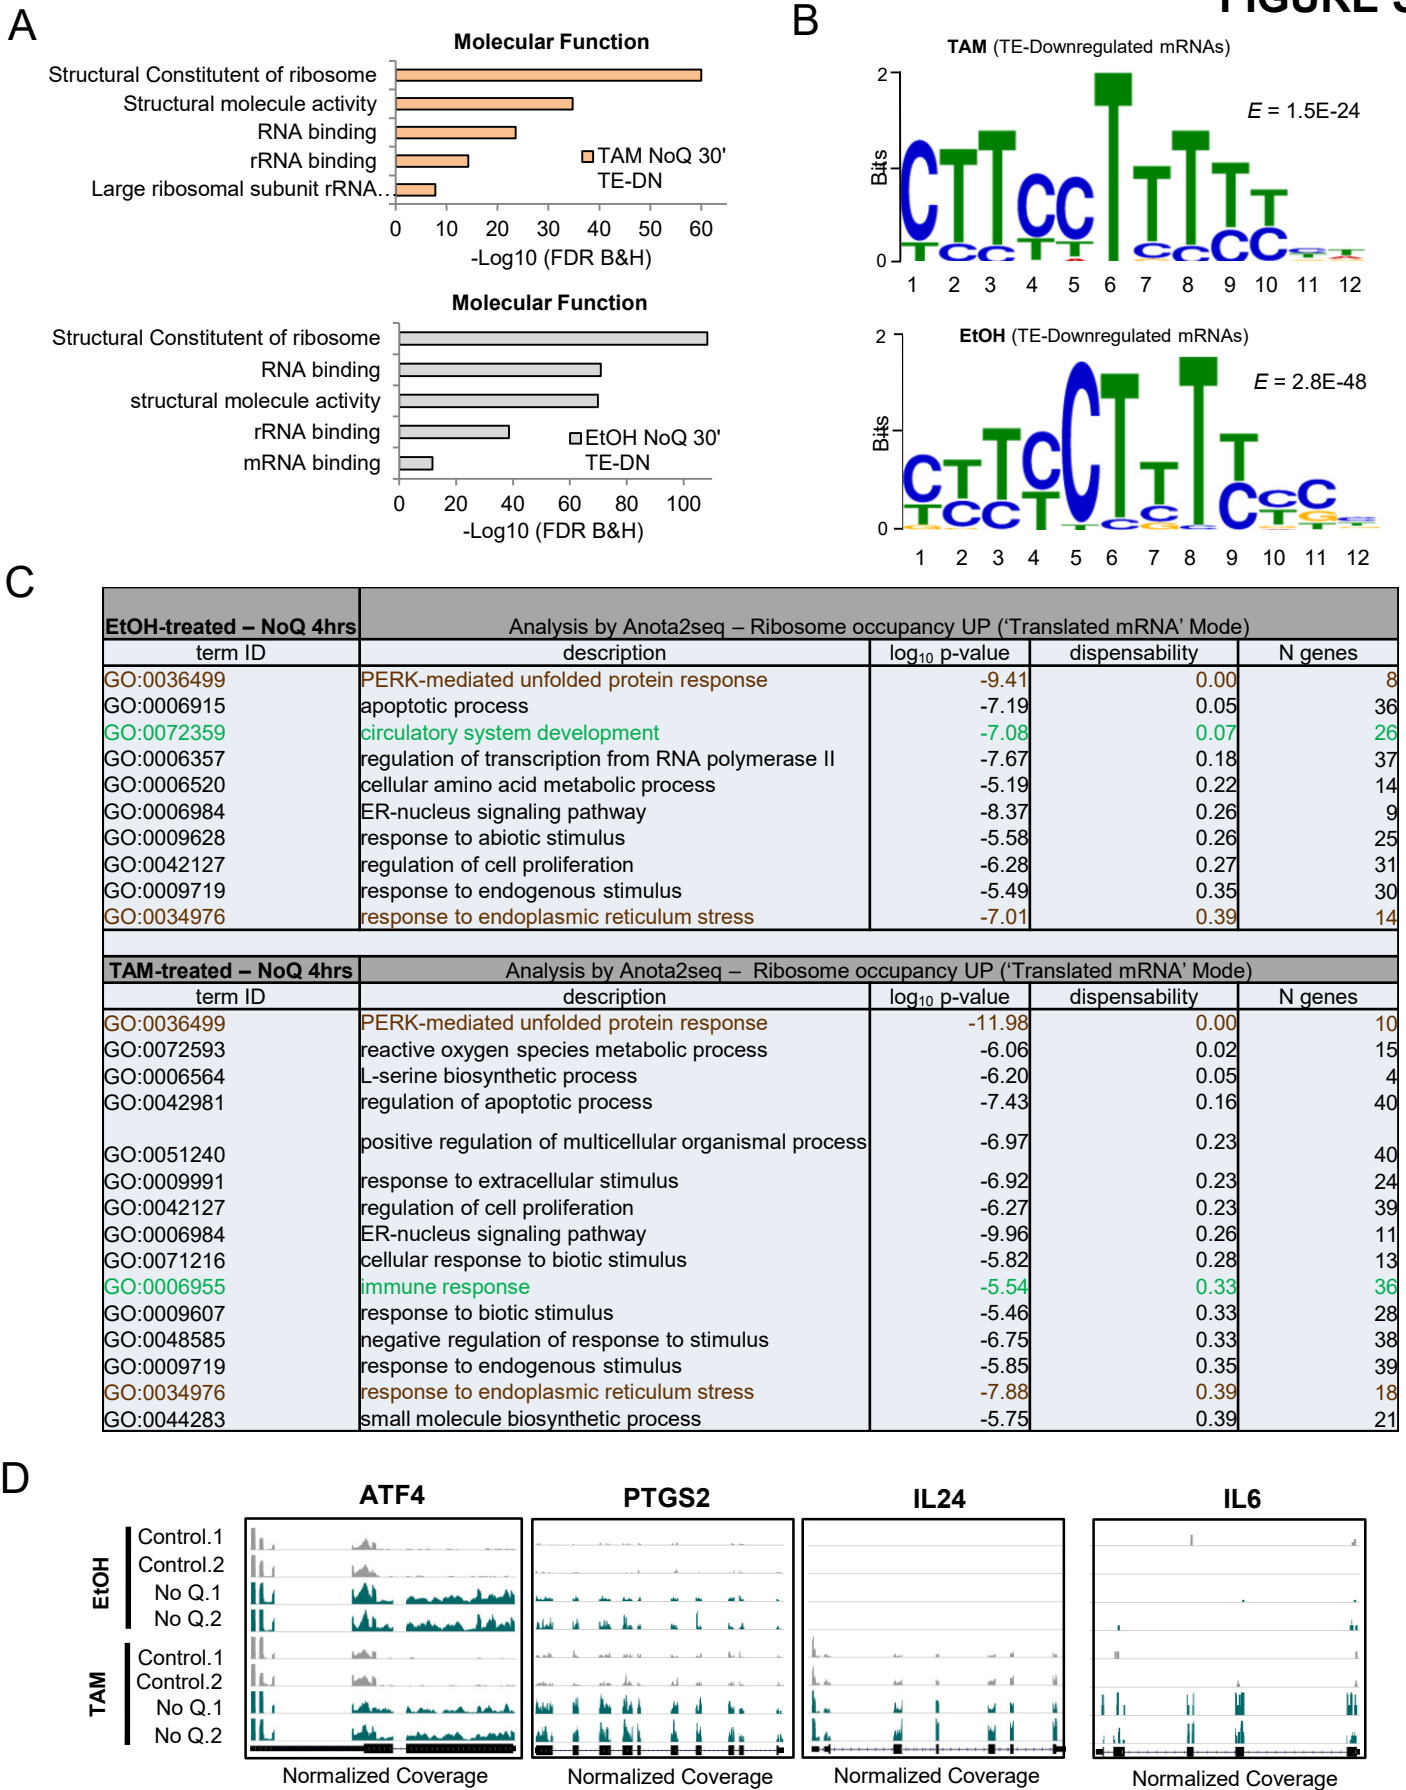 FIGURE
A
Molecular Function
Structural Constitutent of ribosome
Structural molecule activity
RNA binding
rRNA binding
Large ribosomal subunit rRNA...
TAM NoQ 30'
TE-DN
0 10 20 30 40 50 60
-Log10 (FDR B&H)
Molecular Function
Structural Constitutent of ribosome
RNA binding
structural molecule activity
rRNA binding
mRNA binding
EtOH NoQ 30'
TE-DN
0 20 40 60 80 100
-Log10 (FDR B&H)
B
TAM (TE-Downregulated mRNAs)
E = 1.5E-24
2
1
0
Bits
1 2 3 4 5 6 7 8 9 10 11 12
EtOH (TE-Downregulated mRNAs)
E = 2.8E-48
2
1
0
Bits
1 2 3 4 5 6 7 8 9 10 11 12
C
EtOH-treated – NoQ 4hrs Analysis by Anota2seq – Ribosome occupancy UP (‘Translated mRNA’ Mode)
term ID description log10 p-value dispensability N genes
GO:0036499 PERK-mediated unfolded protein response -9.41 0.00 8
GO:0006915 apoptotic process -7.19 0.05 36
GO:0072359 circulatory system development -7.08 0.07 26
GO:0006357 regulation of transcription from RNA polymerase II -7.67 0.18 37
GO:0006520 cellular amino acid metabolic process -5.19 0.22 14
GO:0006984 ER-nucleus signaling pathway -8.37 0.26 9
GO:0009628 response to abiotic stimulus -5.58 0.26 25
GO:0042127 regulation of cell proliferation -6.28 0.27 31
GO:0009719 response to endogenous stimulus -5.49 0.35 30
GO:0034976 response to endoplasmic reticulum stress -7.01 0.39 14
TAM-treated – NoQ 4hrs Analysis by Anota2seq – Ribosome occupancy UP (‘Translated mRNA’ Mode)
term ID description log10 p-value dispensability N genes
GO:0036499 PERK-mediated unfolded protein response -11.98 0.00 10
GO:0072593 reactive oxygen species metabolic process -6.06 0.02 15
GO:0006564 L-serine biosynthetic process -6.20 0.05 4
GO:0042981 regulation of apoptotic process -7.43 0.16 40
GO:0051240 positive regulation of multicellular organismal process -6.97 0.23 40
GO:0009991 response to extracellular stimulus -6.92 0.23 24
GO:0042127 regulation of cell proliferation -6.27 0.23 39
GO:0006984 ER-nucleus signaling pathway -9.96 0.26 11
GO:0071216 cellular response to biotic stimulus -5.82 0.28 13
GO:0006955 immune response -5.54 0.33 36
GO:0009607 response to biotic stimulus -5.46 0.33 28
GO:0048585 negative regulation of response to stimulus -6.75 0.33 38
GO:0009719 response to endogenous stimulus -5.85 0.35 39
GO:0034976 response to endoplasmic reticulum stress -7.88 0.39 18
GO:0044283 small molecule biosynthetic process -5.75 0.39 21
D
ATF4 PTGS2 IL24 IL6
EtOH
Control.1
Control.2
No Q.1
No Q.2
TAM
Control.1
Control.2
No Q.1
No Q.2
Normalized Coverage Normalized Coverage Normalized Coverage Normalized Coverage